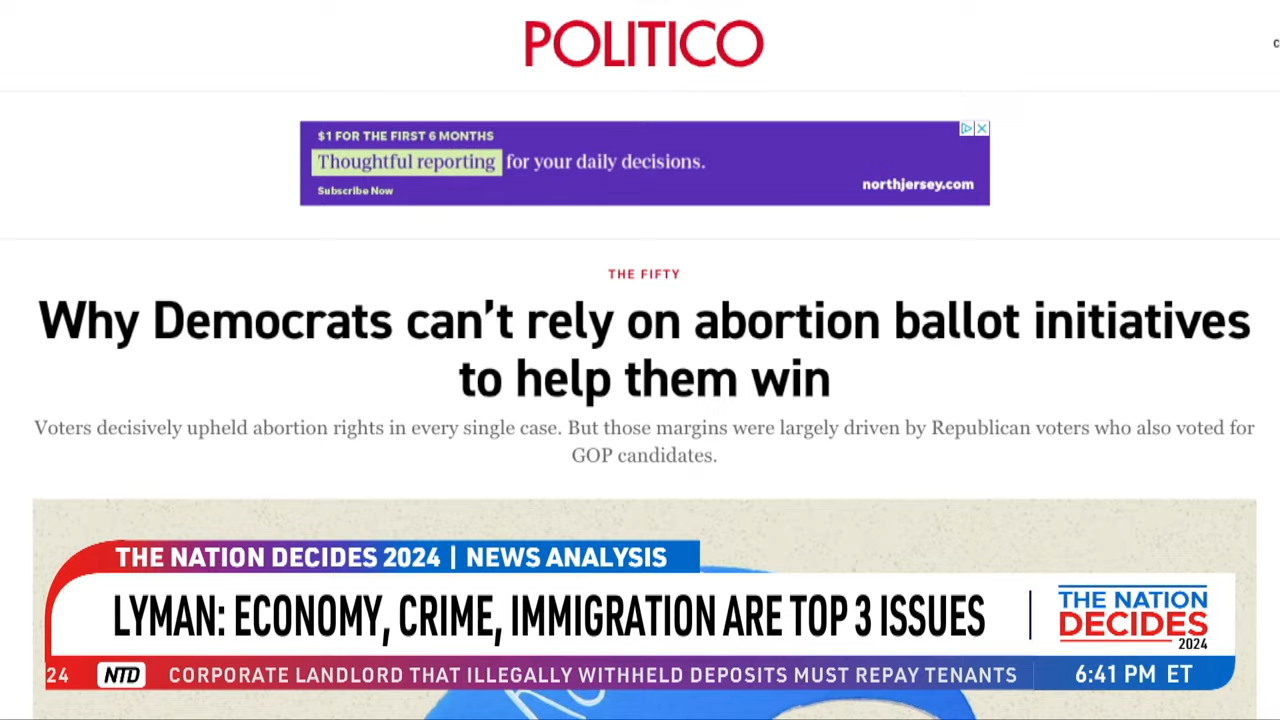 POLITICO
$1 FOR THE FIRST 6 MONTHS
Thoughtful reporting for your daily decisions.
Subscribe Now
northjersey.com
THE FIFTY
Why Democrats can’t rely on abortion ballot initiatives
to help them win
Voters decisively upheld abortion rights in every single case. But those margins were largely driven by Republican voters who also voted for
GOP candidates.
THE NATION DECIDES 2024 | NEWS ANALYSIS
LYMAN: ECONOMY, CRIME, IMMIGRATION ARE TOP 3 ISSUES
THE NATION
DECIDES
2024
24 NTD CORPORATE LANDLORD THAT ILLEGALLY WITHHELD DEPOSITS MUST REPAY TENANTS
6:41 PM ET